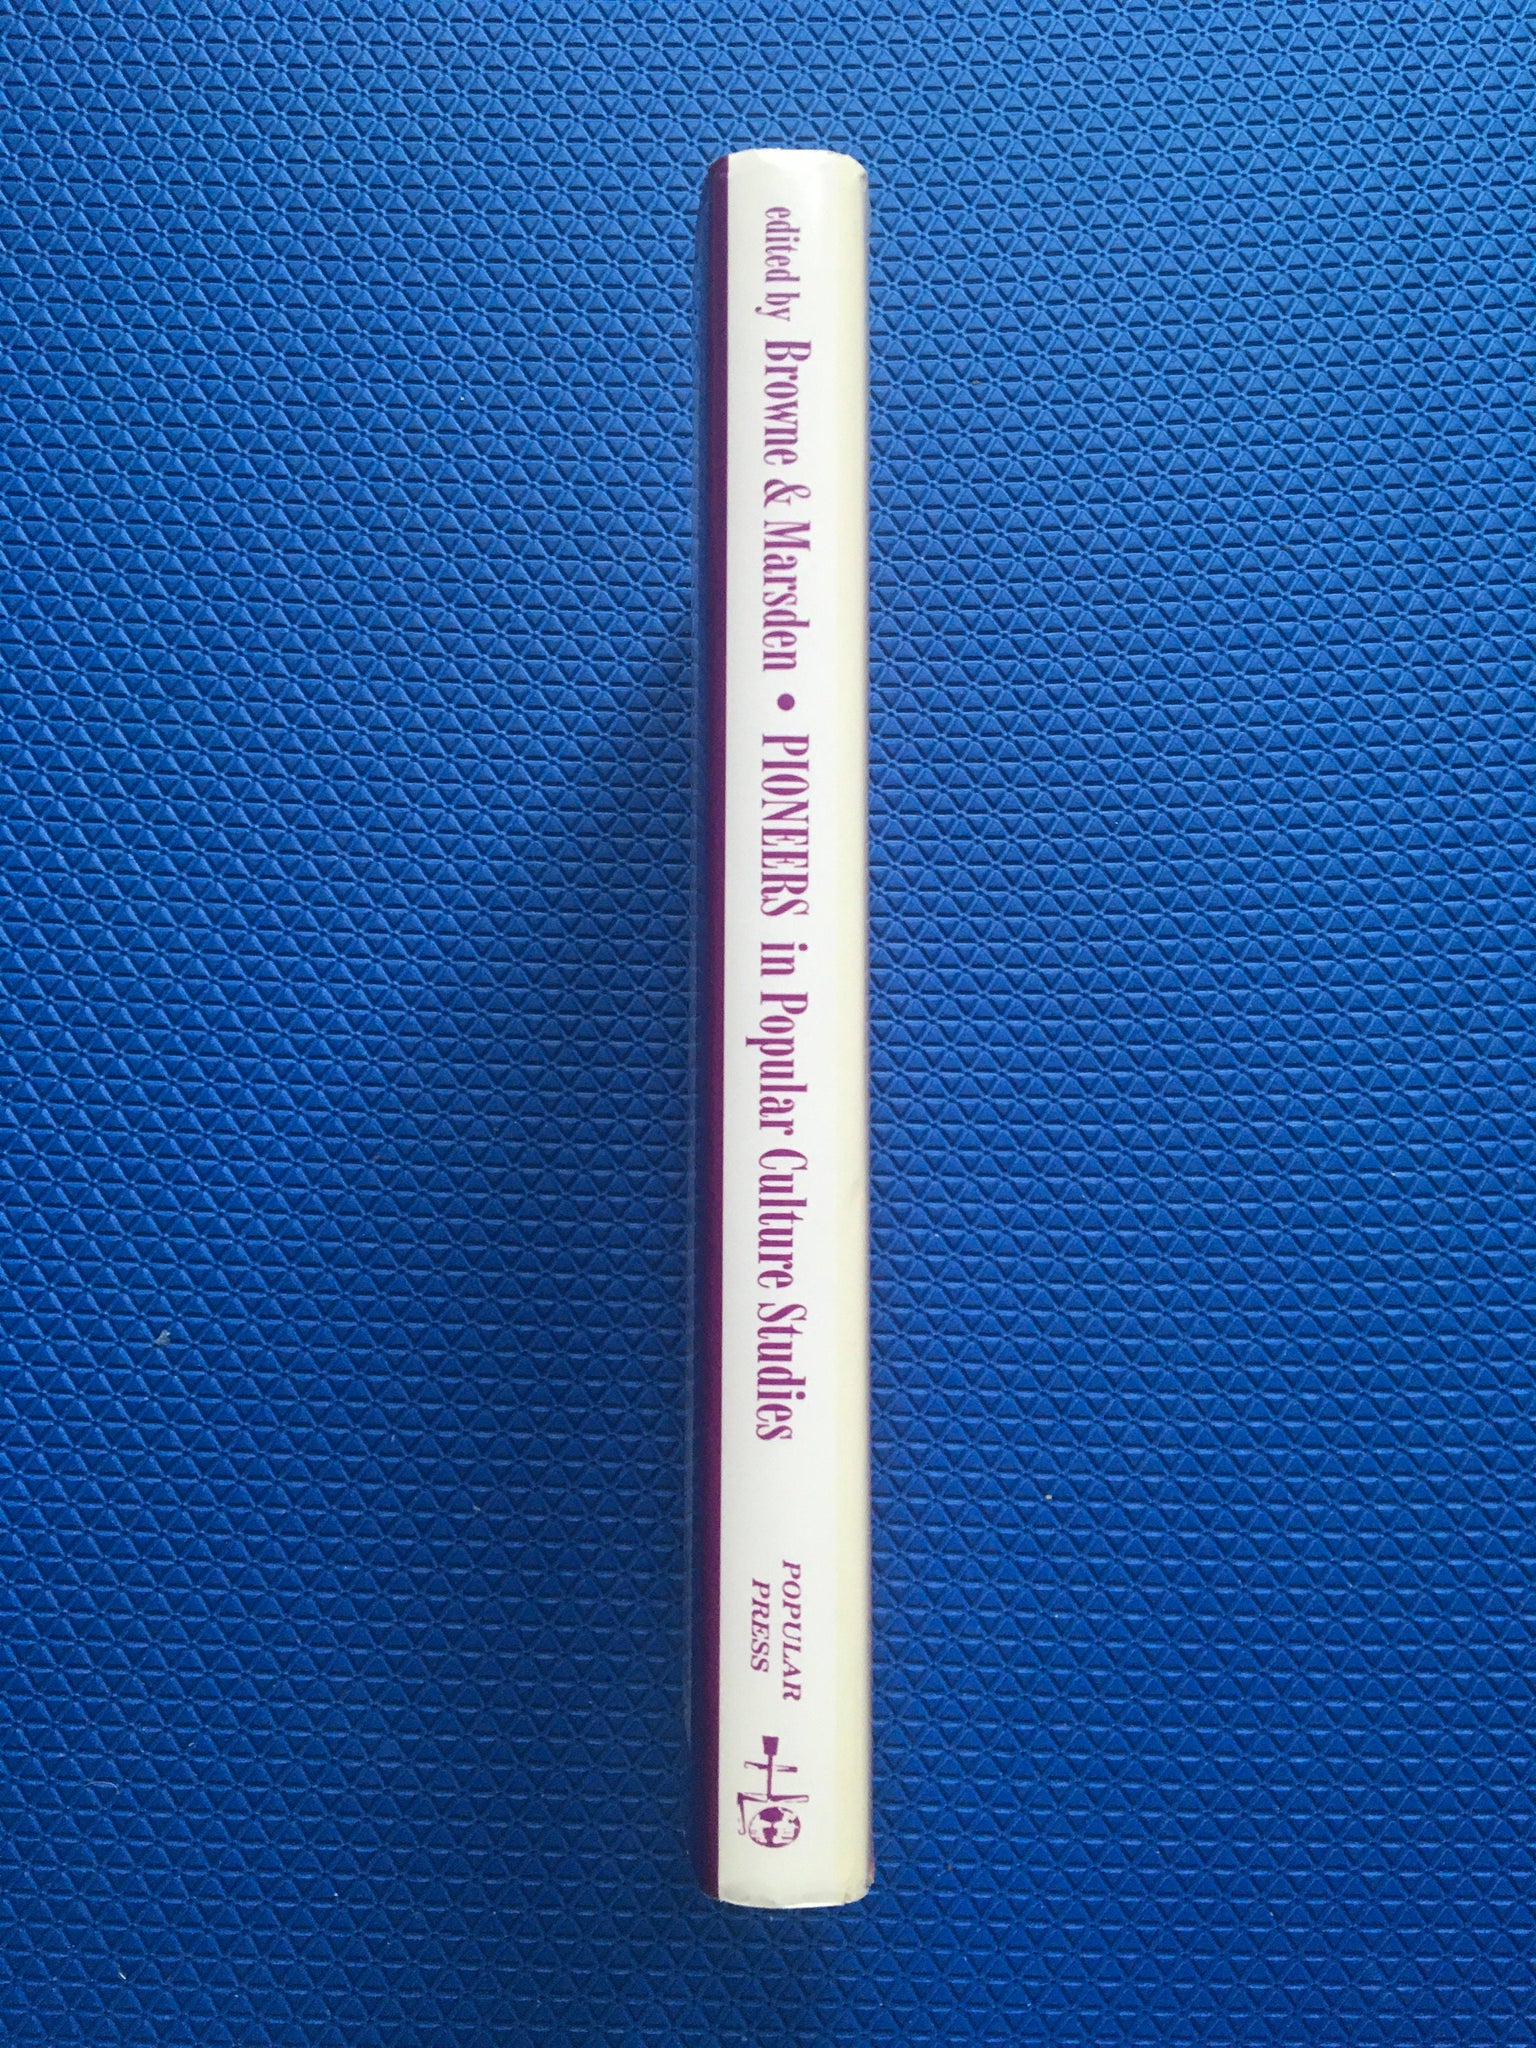 edited by Browne & Marsden • PIONEERS in Popular Culture Studies
POPULAR
PRESS